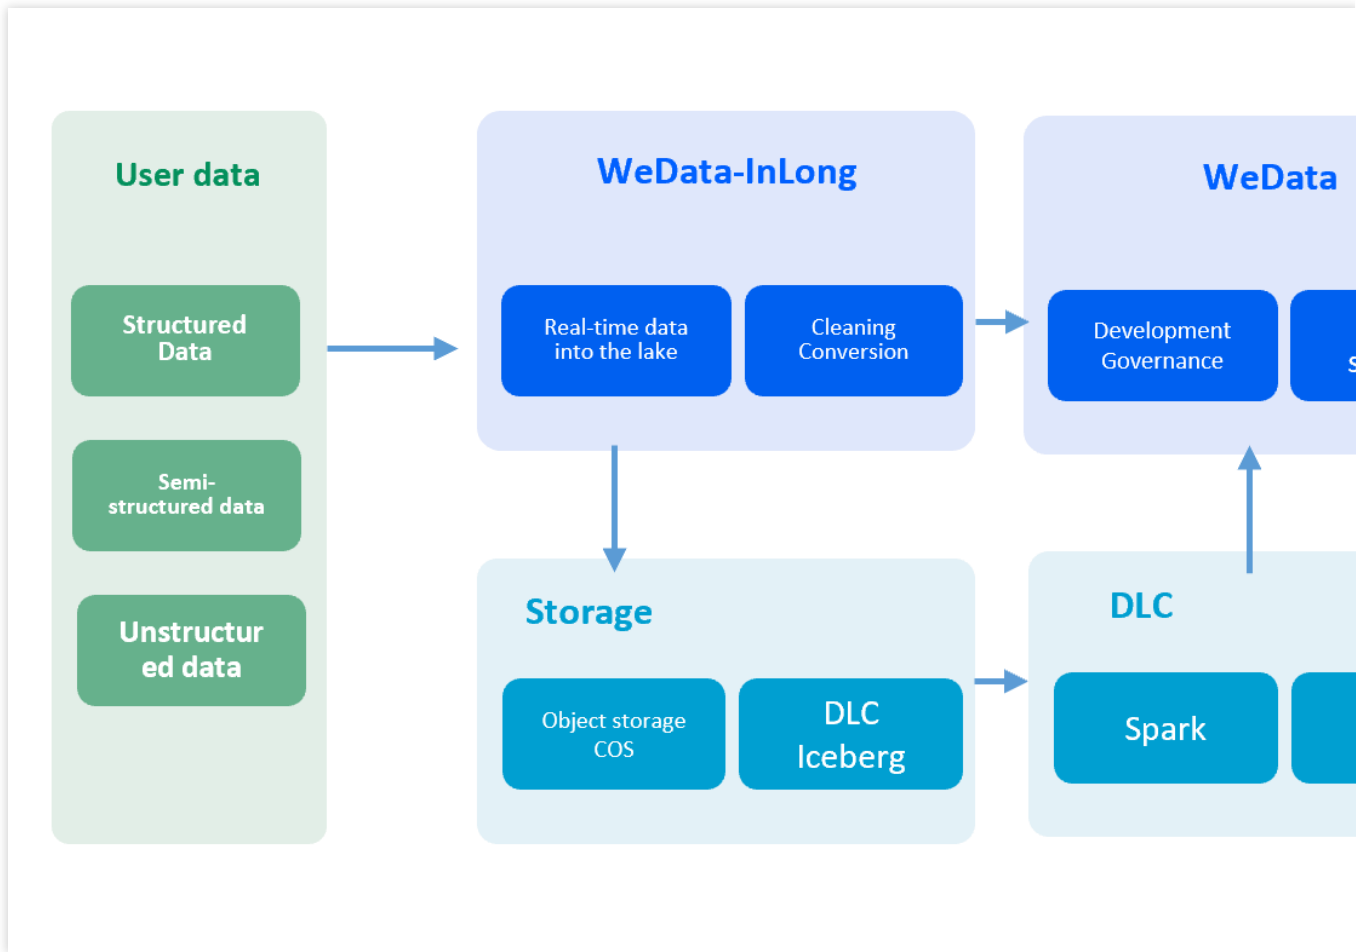 User data
Structured
Data
Semi-
structured data
Unstructur
ed data
WeData-InLong
Real-time data
into the lake
Cleaning
Conversion
WeData
Development
Governance
Storage
Object storage
COS
DLC
Iceberg
DLC
Spark